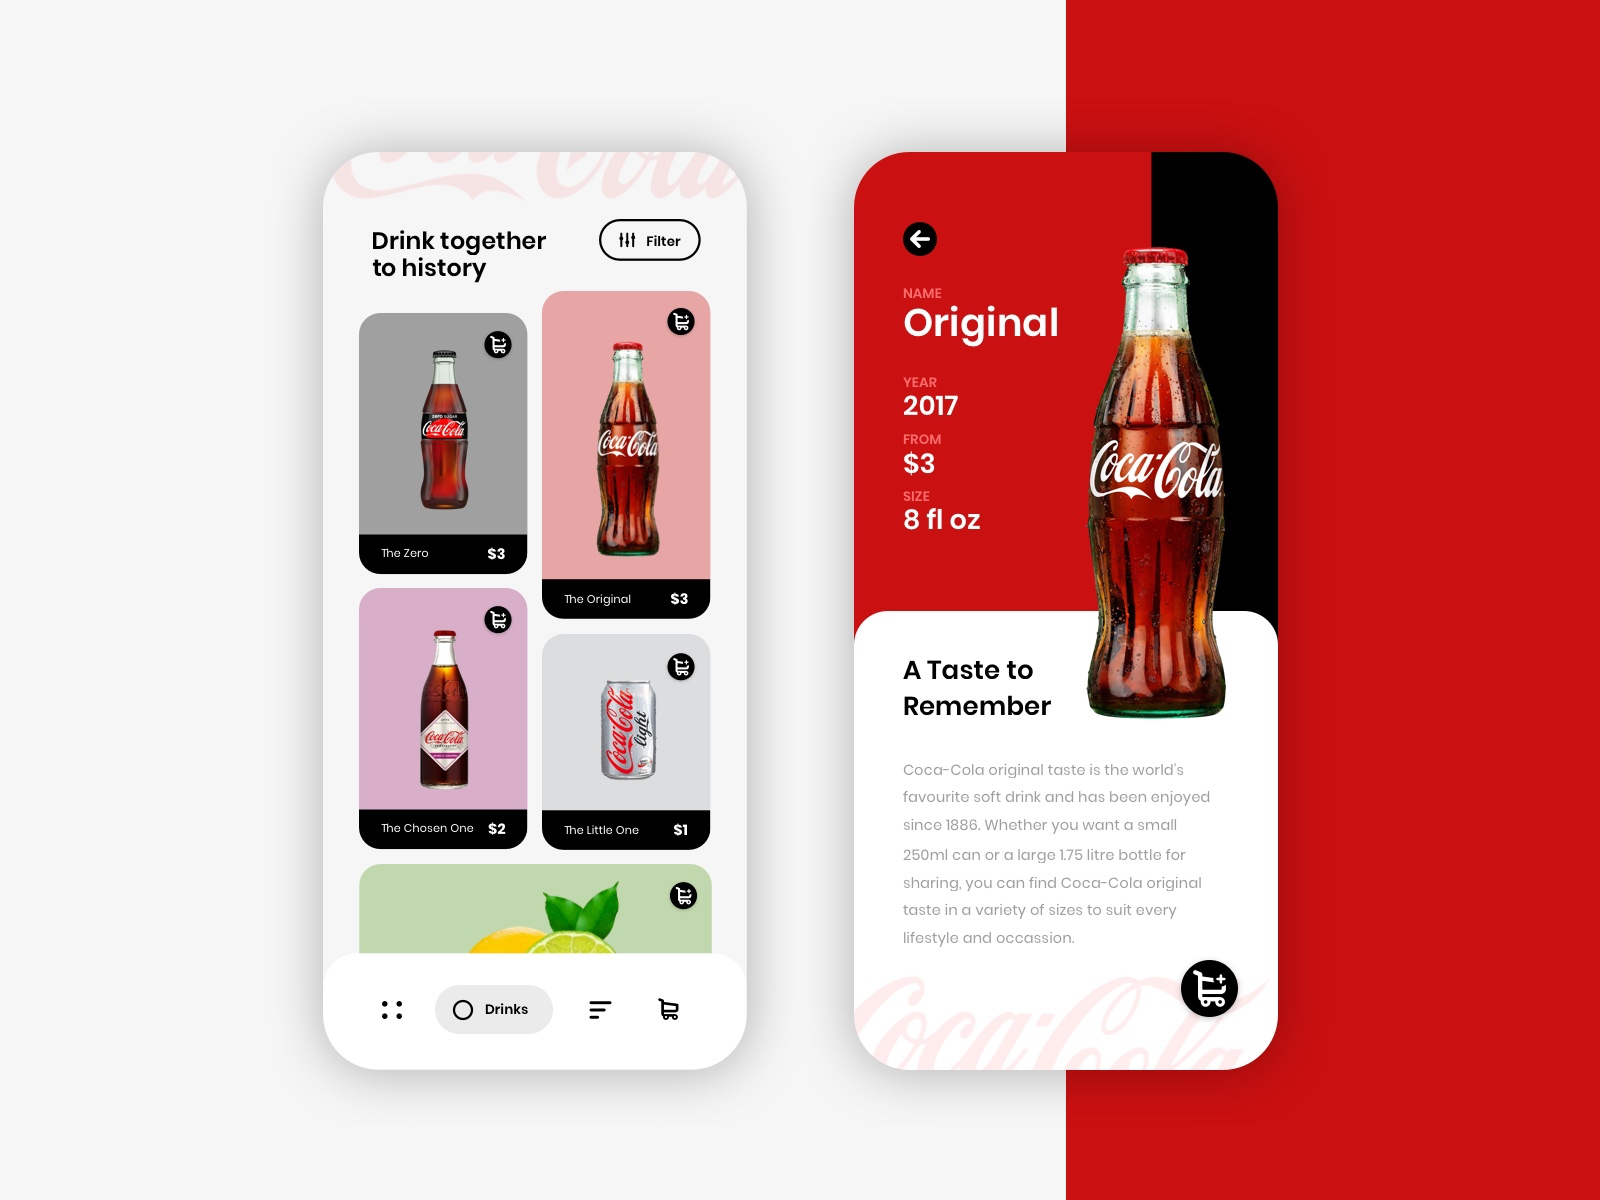 Coca-Cola
Drink together
to history
Filter
ZERO SUGAR
Coca-Cola
The Zero $3
Coca-Cola
The Original $3
Coca-Cola
The Chosen One $2
Coca-Cola
light
The Little One $1
Drinks
NAME
Original
YEAR
2017
FROM
$3
SIZE
8 fl oz
Coca-Cola
A Taste to
Remember
Coca-Cola original taste is the world's
favourite soft drink and has been enjoyed
since 1886. Whether you want a small
250ml can or a large 1.75 litre bottle for
sharing, you can find Coca-Cola original
taste in a variety of sizes to suit every
lifestyle and occassion.
Coca-Cola